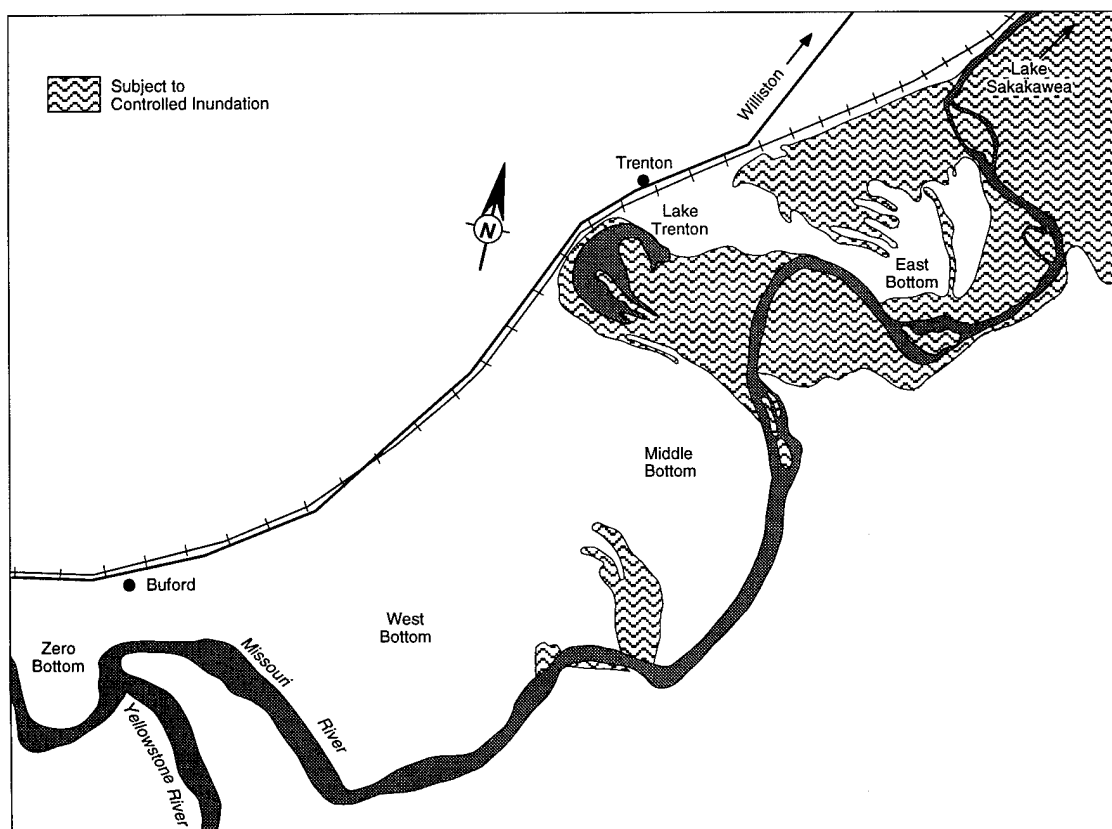 Subject to
Controlled Inundation
Williston
Lake
Sakakawea
Trenton
N
Lake
Trenton
East
Bottom
Middle
Bottom
Buford
West
Bottom
Zero
Bottom
Missouri
River
Yellowstone River